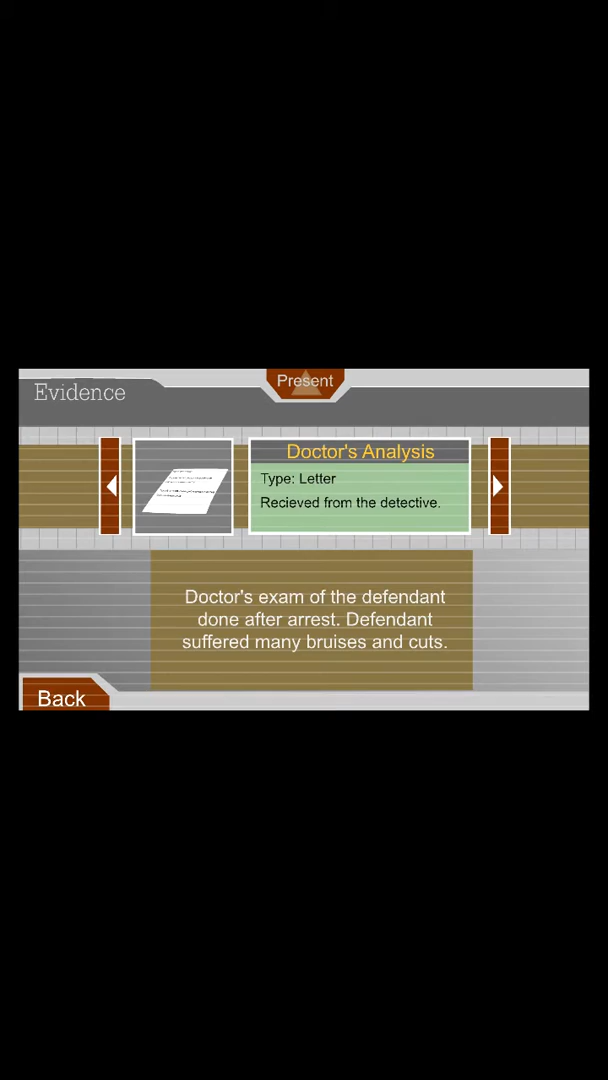 Present
Evidence
Doctor's Analysis
Type: Letter
Recieved from the detective.
Doctor's exam of the defendant
done after arrest. Defendant
suffered many bruises and cuts.
Back